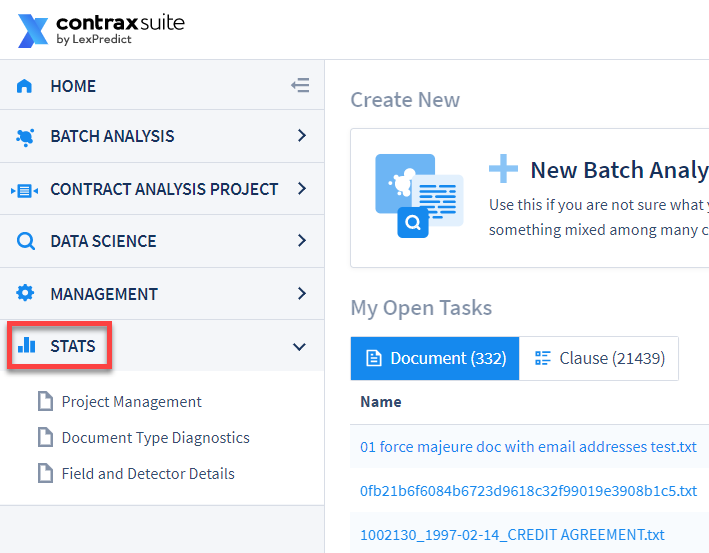 contraxsuite
by LexPredict
HOME
BATCH ANALYSIS
CONTRACT ANALYSIS PROJECT
DATA SCIENCE
MANAGEMENT
STATS
Project Management
Document Type Diagnostics
Field and Detector Details
Create New
New Batch Analy
Use this if you are not sure what y
something mixed among many c
My Open Tasks
Document (332)
Clause (21439)
Name
01 force majeure doc with email addresses test.txt
0fb21b6f6084b6723d9618c32f99019e3908b1c5.txt
1002130_1997-02-14_CREDIT AGREEMENT.txt